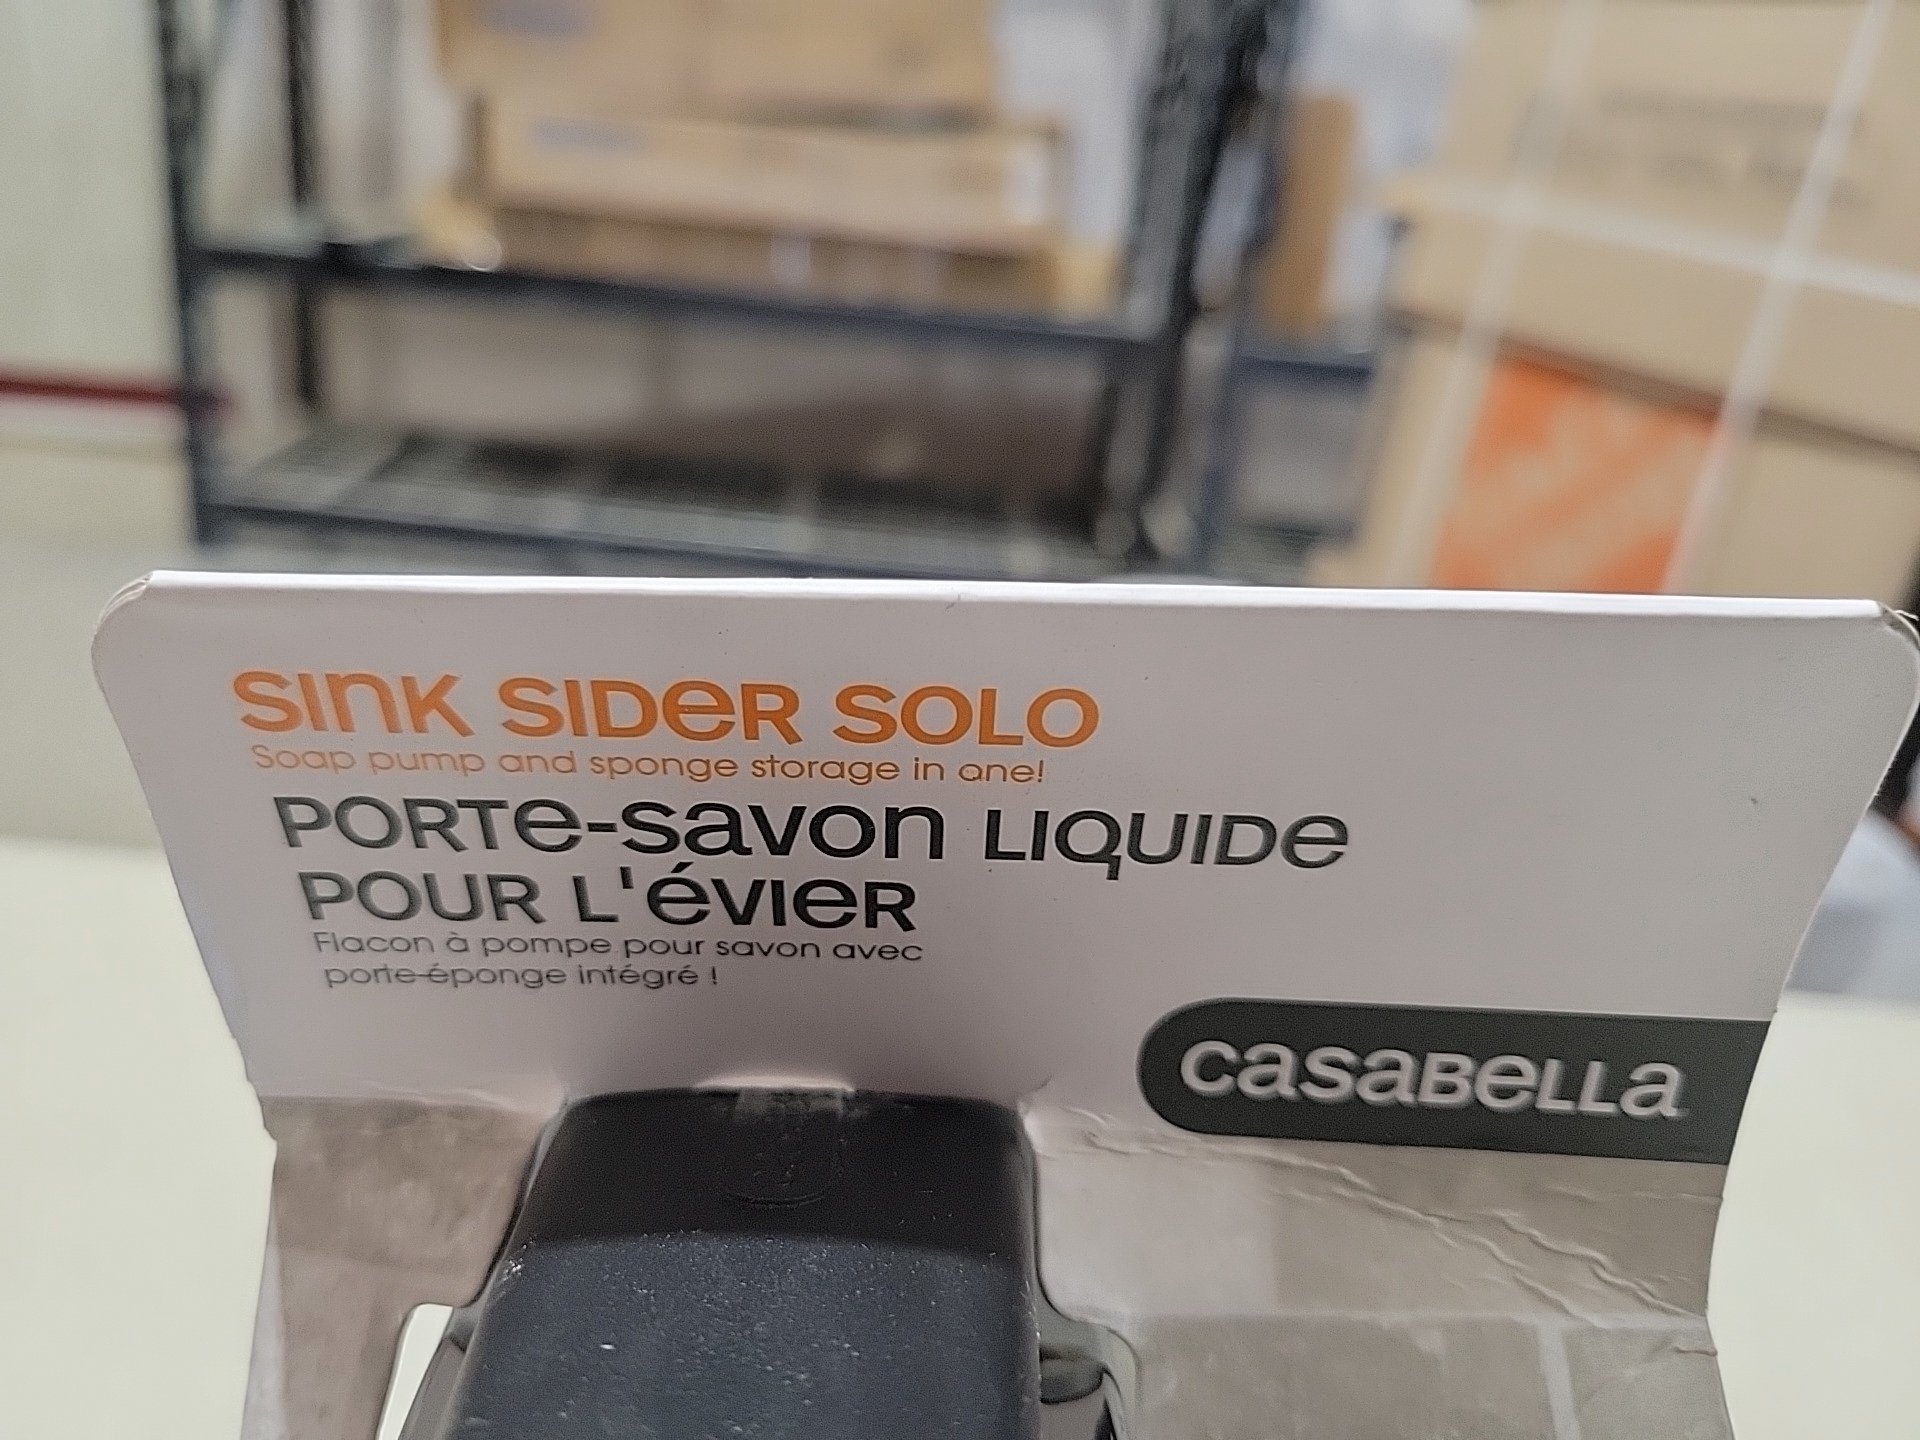 SINK SIDER SOLO
Soap pump and sponge storage in one!
PORTE-SAVON LIQUIDE
POUR L'ÉVIER
Flacon à pompe pour savon avec
porte-éponge intégré !
casabella